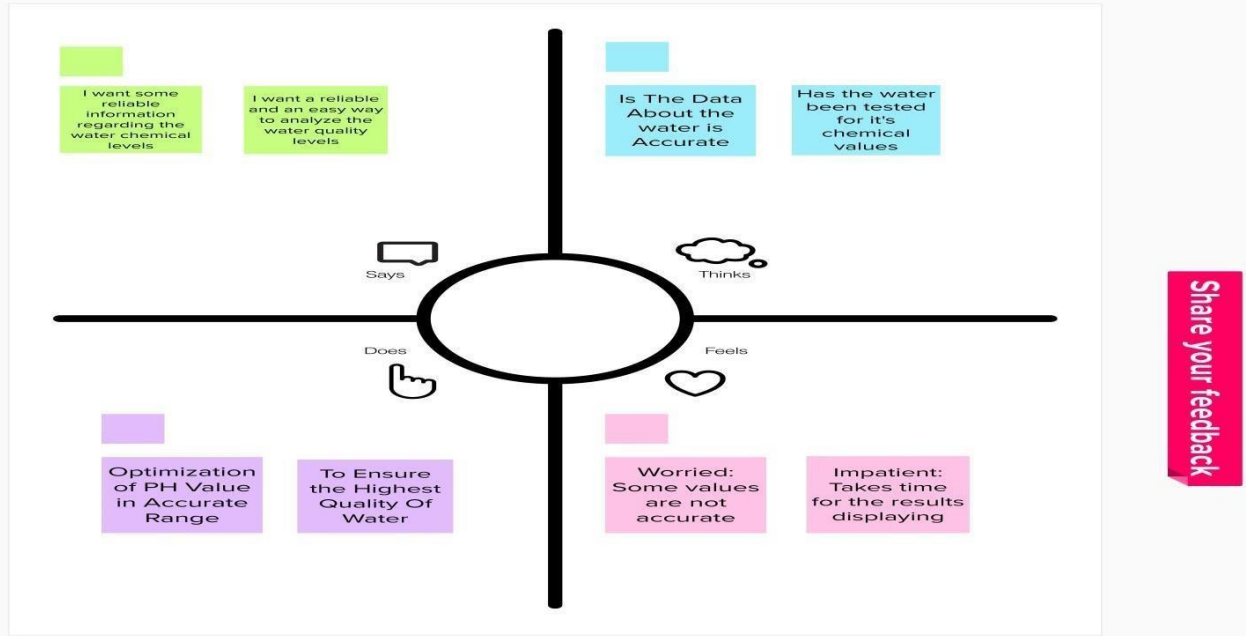 I want some
reliable
information
regarding the
water chemical
levels
I want a reliable
and an easy way
to analyze the
water quality
levels
Is The Data
About the
water is
Accurate
Has the water
been tested
for it's
chemical
values
Says
Thinks
Does
Feels
Optimization
of PH Value
in Accurate
Range
To Ensure
the Highest
Quality Of
Water
Worried:
Some values
are not
accurate
Impatient:
Takes time
for the results
displaying
Share your feedback